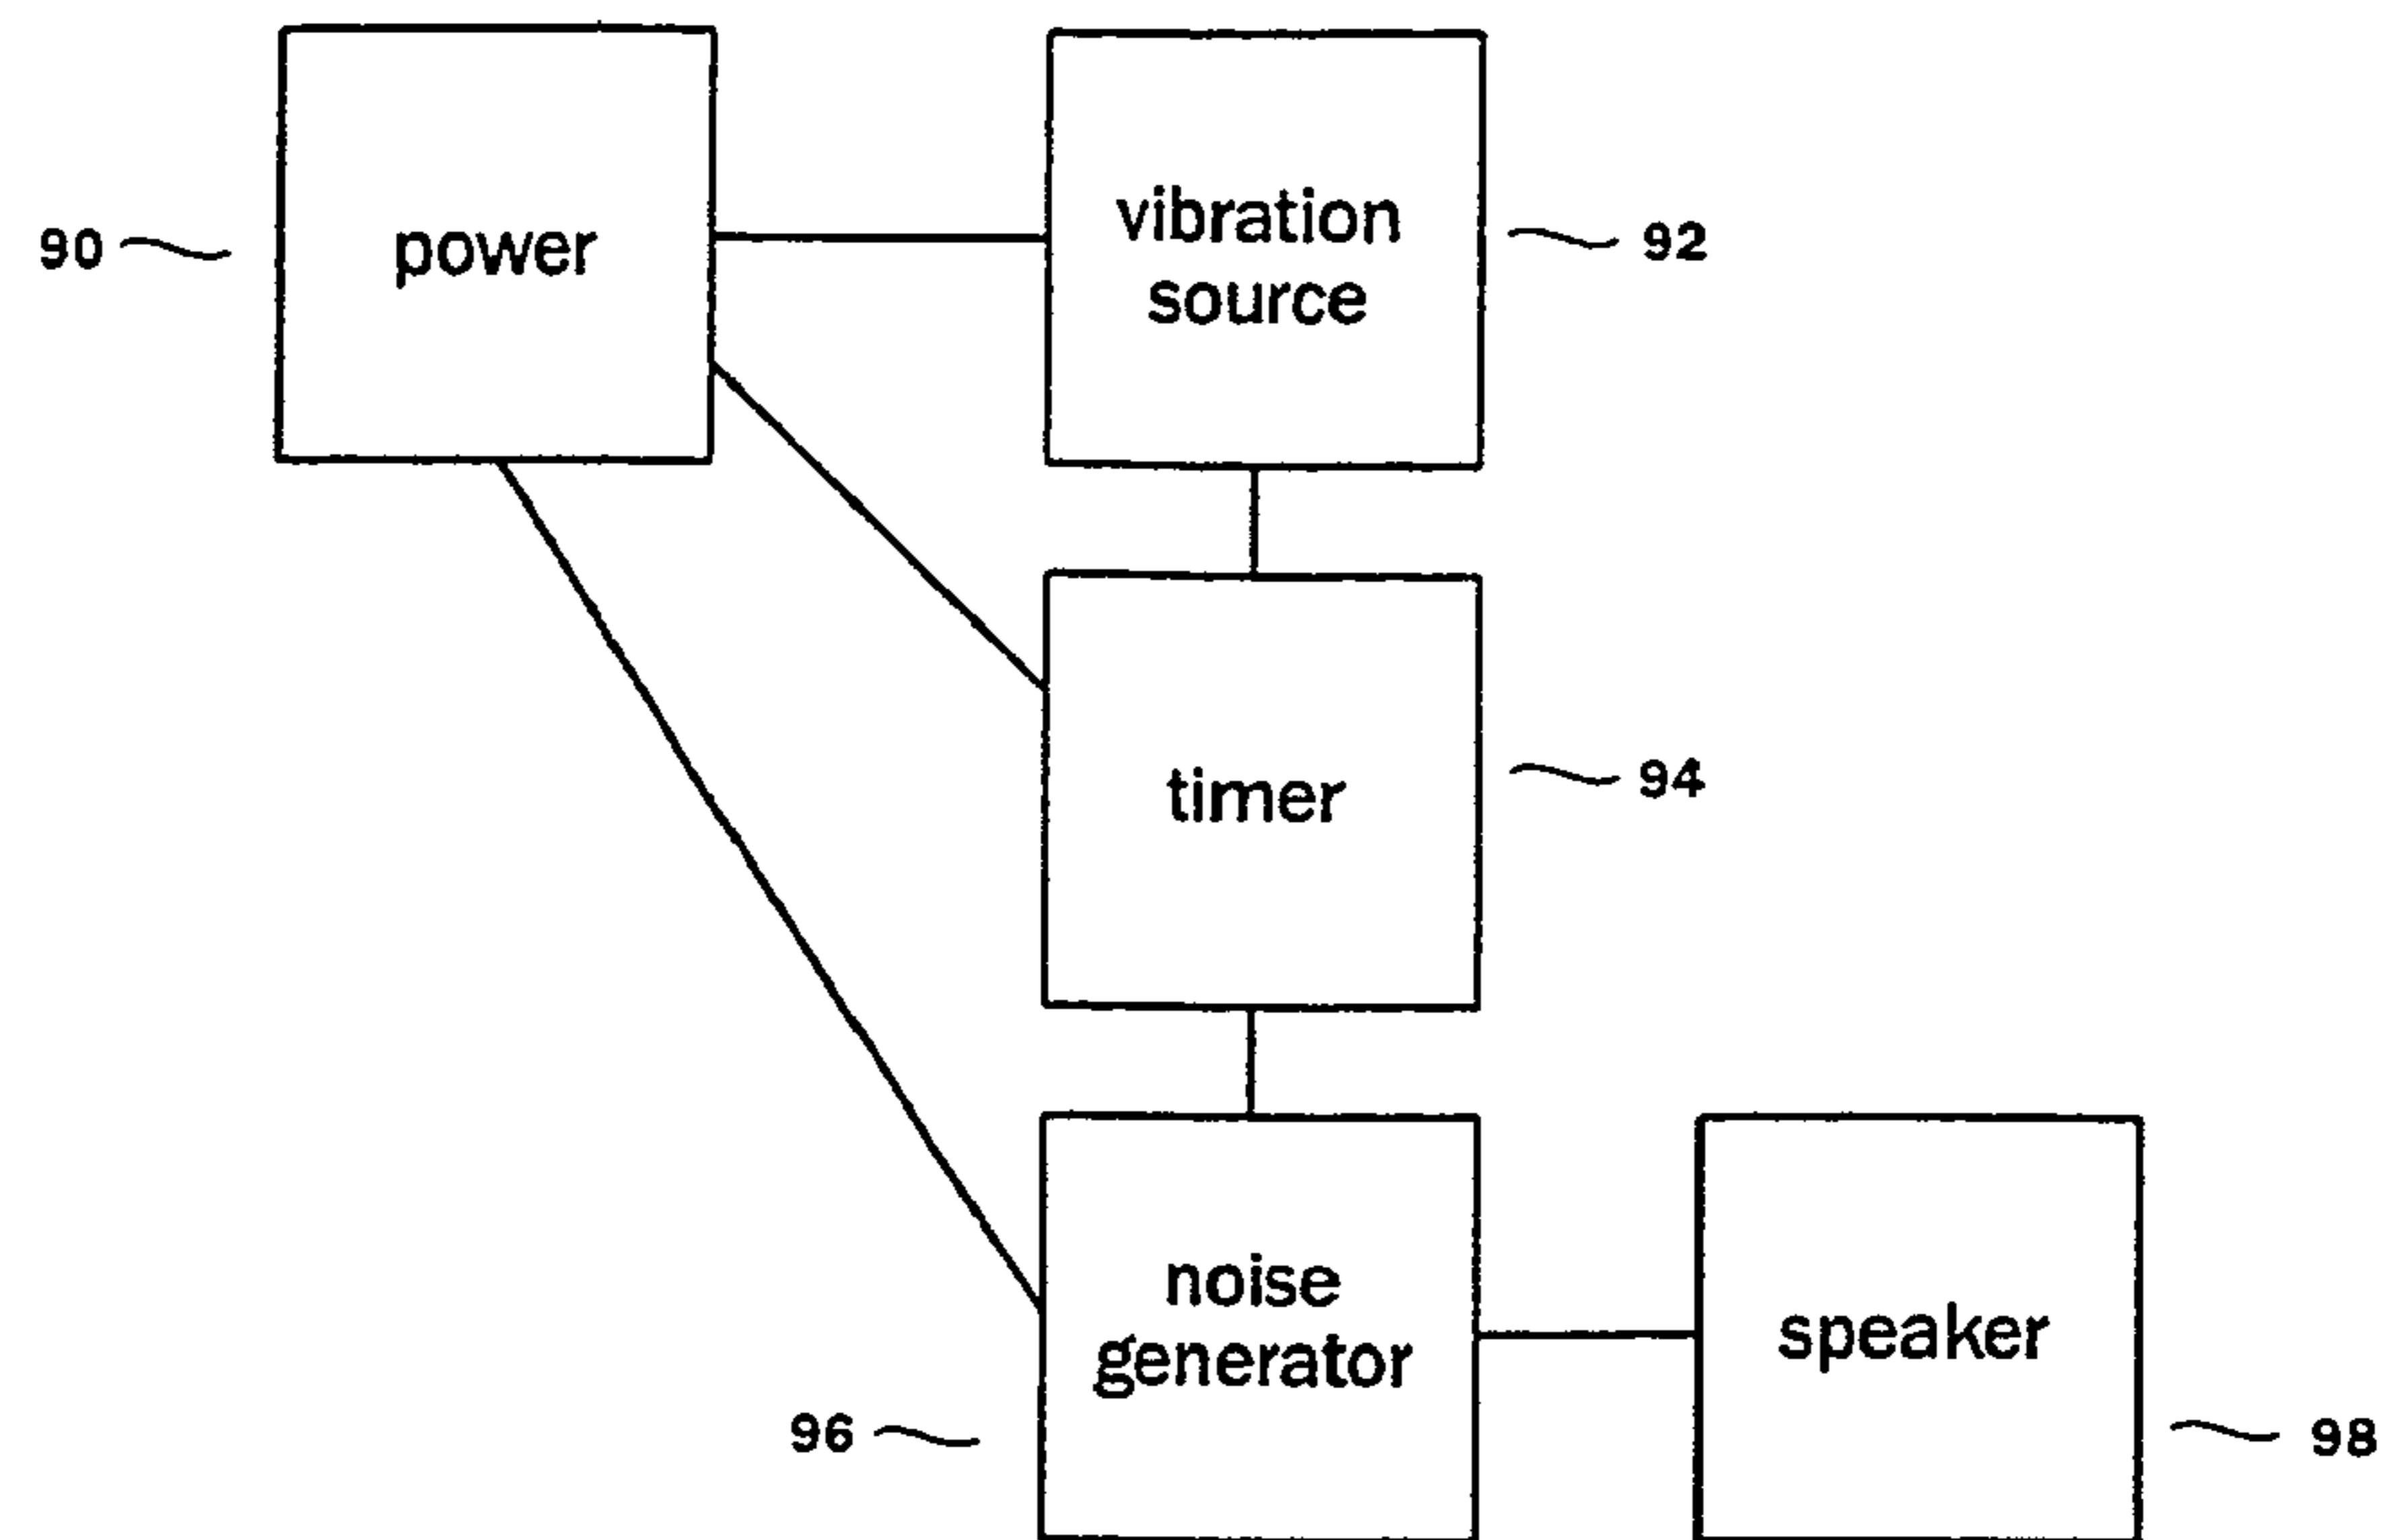 90
power
vibration
source
92
timer
94
noise
generator
96
speaker
98